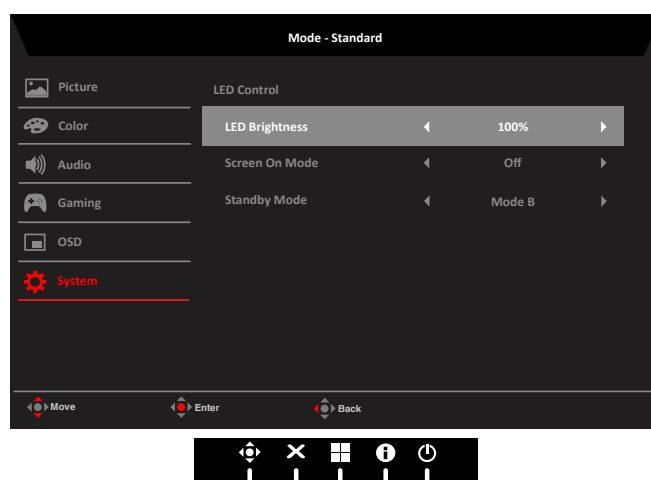 Mode - Standard
Picture
LED Control
Color
LED Brightness 100%
Audio
Screen On Mode Off
Gaming
Standby Mode Mode B
OSD
System
Move Enter Back